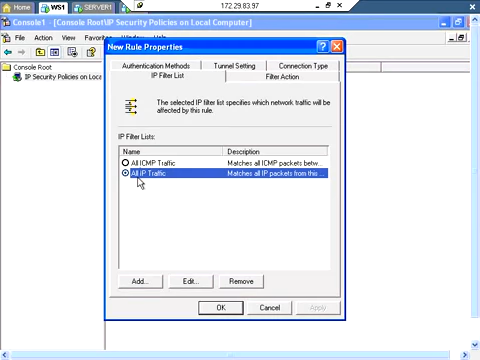 Home
WS1
SERVER1
172.29.83.97
Console1 - [Console Root\IP Security Policies on Local Computer]
File
Action
View
New Rule Properties
Console Root
IP Security Policies on Loca
Authentication Methods
Tunnel Setting
Connection Type
IP Filter List
Filter Action
The selected IP filter list specifies which network traffic will be
affected by this rule.
IP Filter Lists:
Name
Description
All ICMP Traffic
Matches all ICMP packets betw...
All IP Traffic
Matches all IP packets from this ...
Add...
Edit...
Remove
OK
Cancel
Apply